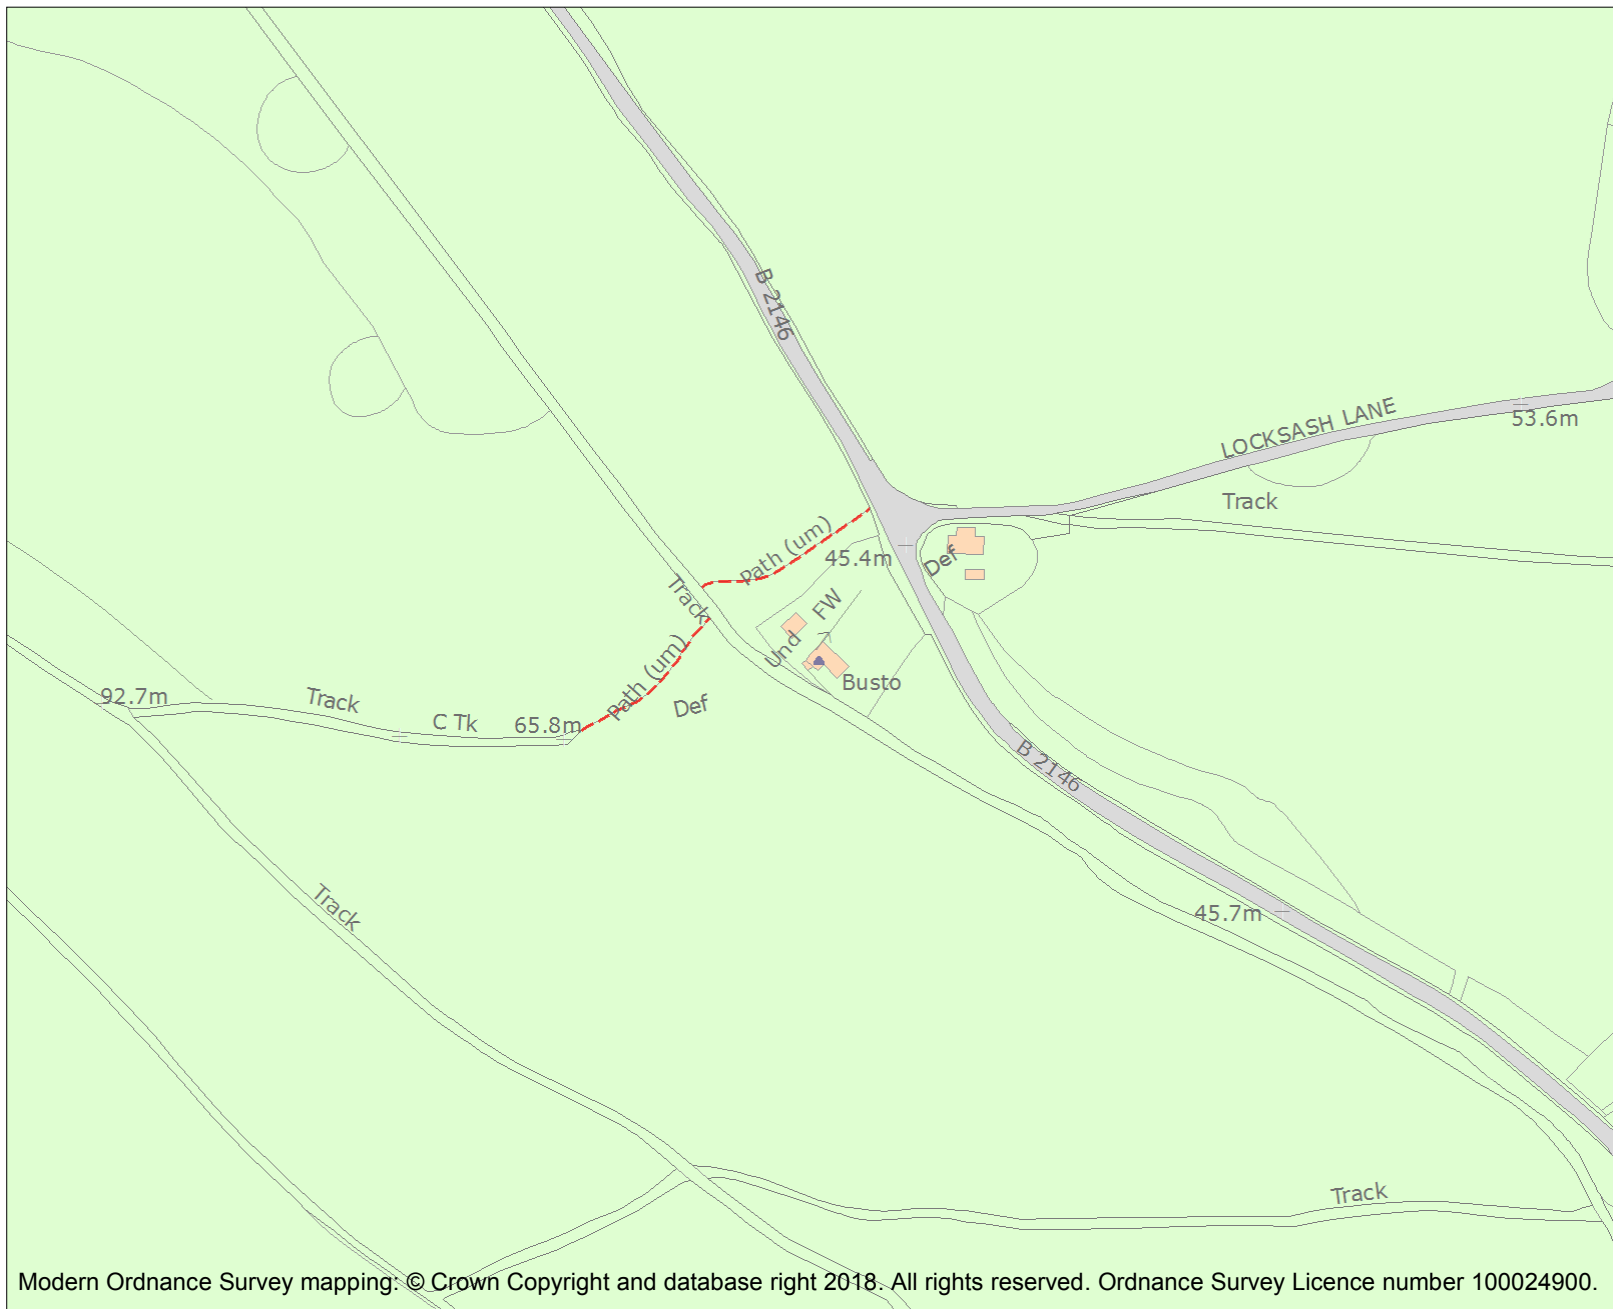 B 2146
LOCKSASH LANE
53.6m
Track
Path (um)
45.4m
Def
Track
FW
Und
Path (um)
Busto
Def
92.7m
Track
C Tk
65.8m
B 2146
Track
45.7m
Track
Modern Ordnance Survey mapping: © Crown Copyright and database right 2018. All rights reserved. Ordnance Survey Licence number 100024900.